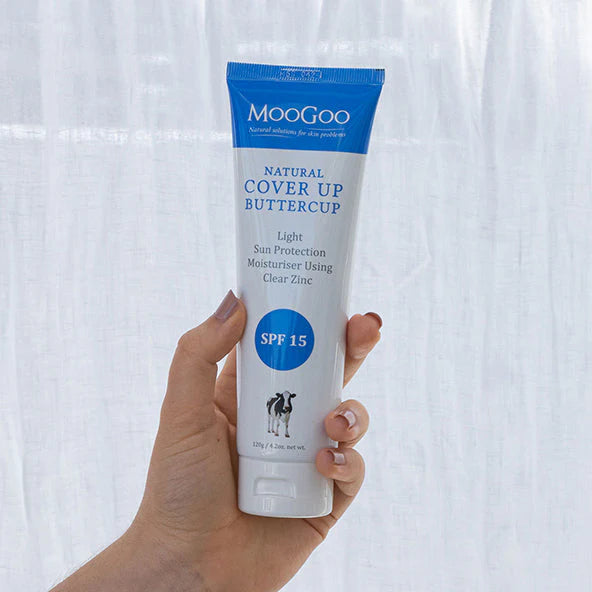 MooGoo
Natural solutions for skin problems
NATURAL
COVER UP
BUTTERCUP
Light
Sun Protection
Moisturiser Using
Clear Zinc
SPF 15
120g / 4.2oz. net wt.